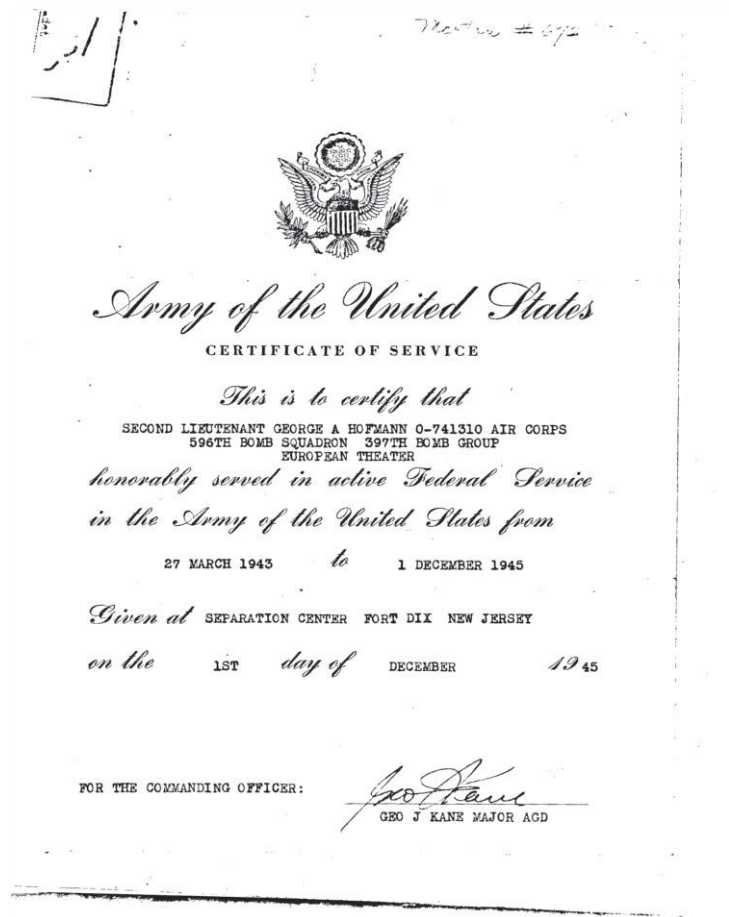 Army of the United States
CERTIFICATE OF SERVICE
This is to certify that
SECOND LIEUTENANT GEORGE A HOFMANN O-741310 AIR CORPS
596TH BOMB SQUADRON 397TH BOMB GROUP
EUROPEAN THEATER
honorably served in active Federal Service
in the Army of the United States from
27 MARCH 1943 to 1 DECEMBER 1945
Given at SEPARATION CENTER FORT DIX NEW JERSEY
on the 1ST day of DECEMBER 1945
FOR THE COMMANDING OFFICER:
Geo J Kane
GEO J KANE MAJOR AGD